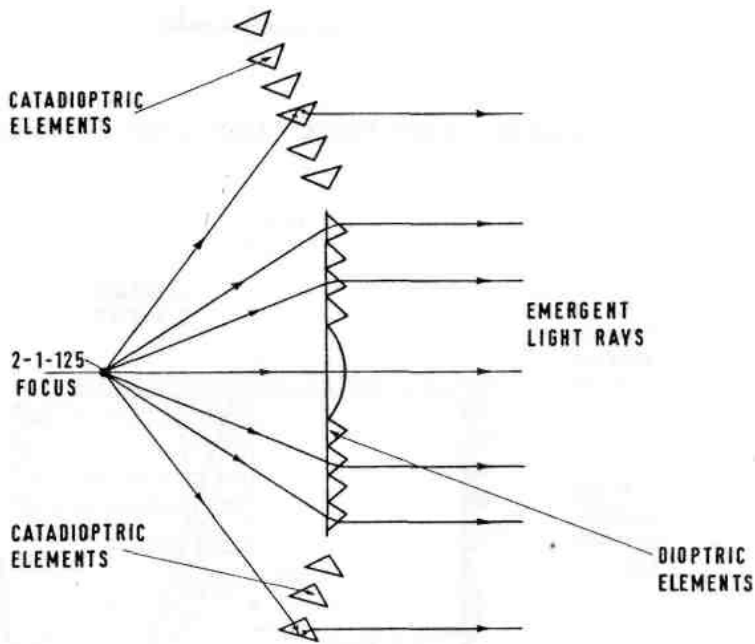 CATADIOPTRIC
ELEMENTS
EMERGENT
LIGHT RAYS
2-1-125
FOCUS
CATADIOPTRIC
ELEMENTS
DIOPTRIC
ELEMENTS